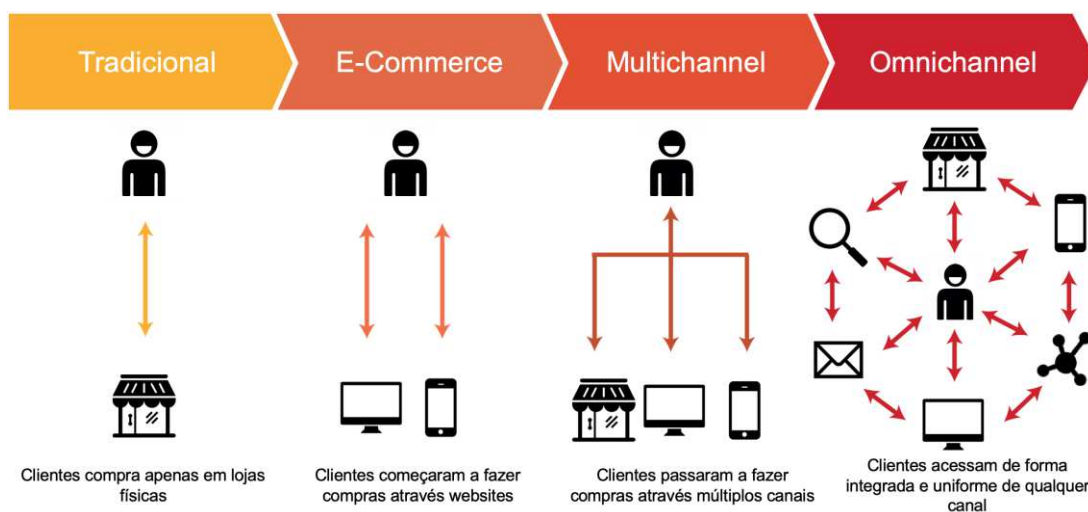 Tradicional
E-Commerce
Multichannel
Omnichannel
Clientes compra apenas em lojas
físicas
Clientes começaram a fazer
compras através websites
Clientes passaram a fazer
compras através múltiplos canais
Clientes acessam de forma
integrada e uniforme de qualquer
canal